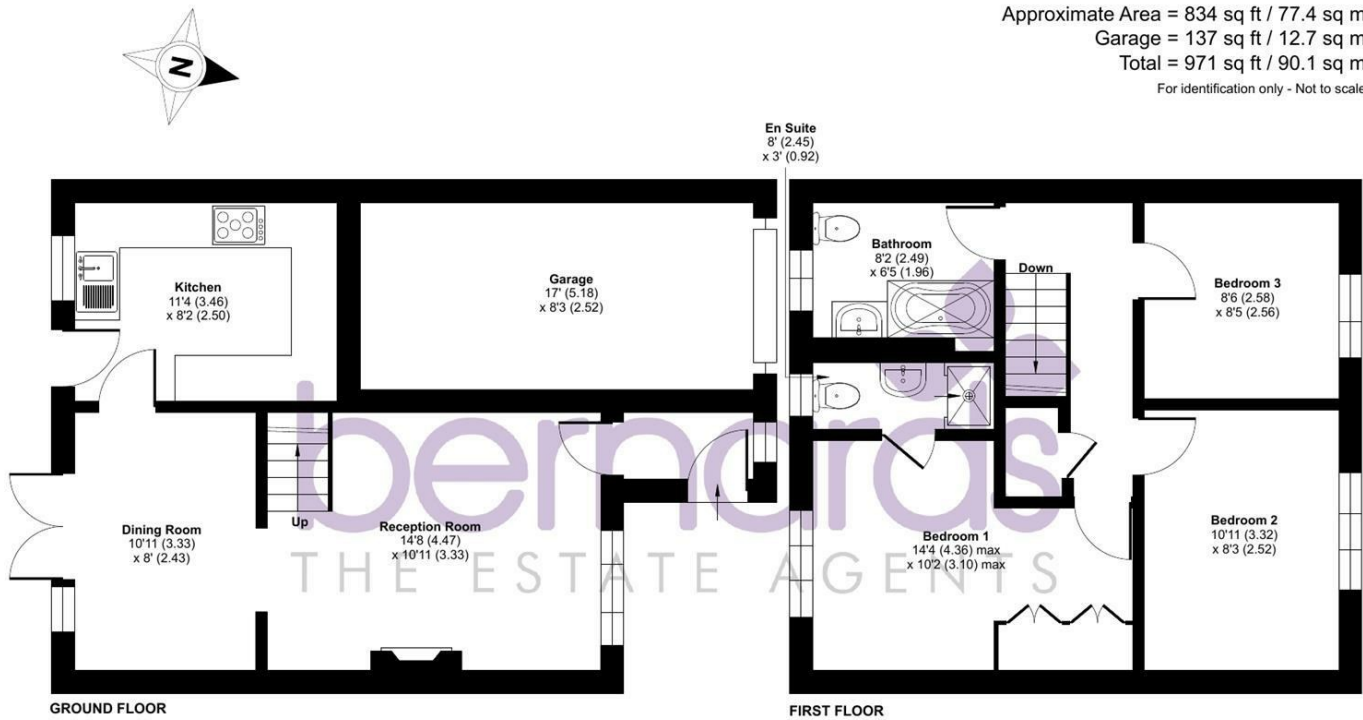 Approximate Area = 834 sq ft / 77.4 sq m
Garage = 137 sq ft / 12.7 sq m
Total = 971 sq ft / 90.1 sq m
For identification only - Not to scale
N
En Suite
8' (2.45)
x 3' (0.92)
Kitchen
11'4 (3.46)
x 8'2 (2.50)
Garage
17' (5.18)
x 8'3 (2.52)
Bathroom
8'2 (2.49)
x 6'5 (1.96)
Down
Bedroom 3
8'6 (2.58)
x 8'5 (2.56)
Dining Room
10'11 (3.33)
x 8' (2.43)
Up
Reception Room
14'8 (4.47)
x 10'11 (3.33)
Bedroom 1
14'4 (4.36) max
x 10'2 (3.10) max
Bedroom 2
10'11 (3.32)
x 8'3 (2.52)
bernards
THE ESTATE AGENTS
GROUND FLOOR
FIRST FLOOR